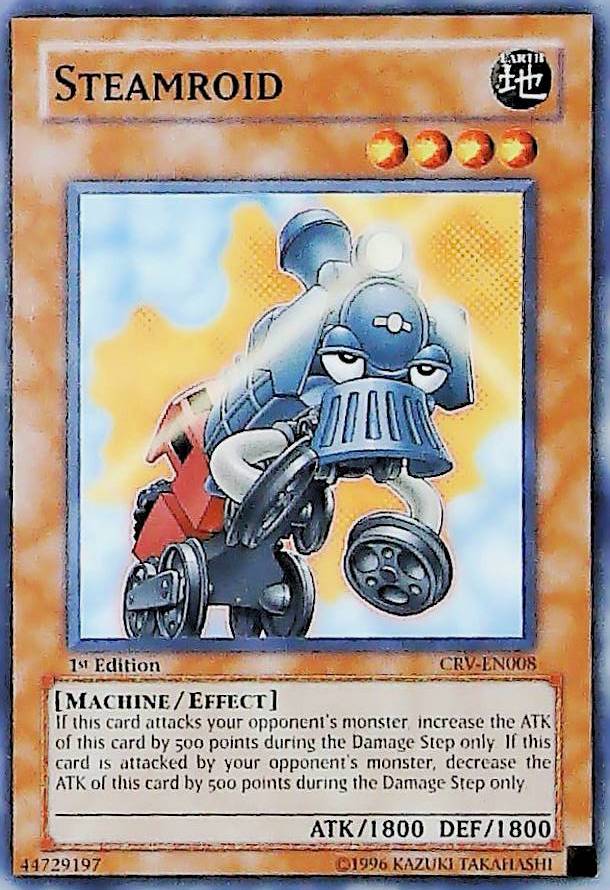 STEAMROID
EARTH
地
1st Edition
CRV-EN008
[MACHINE/EFFECT]
If this card attacks your opponent's monster, increase the ATK
of this card by 500 points during the Damage Step only. If this
card is attacked by your opponent's monster, decrease the
ATK of this card by 500 points during the Damage Step only.
ATK/1800 DEF/1800
44729197
©1996 KAZUKI TAKAHASHI